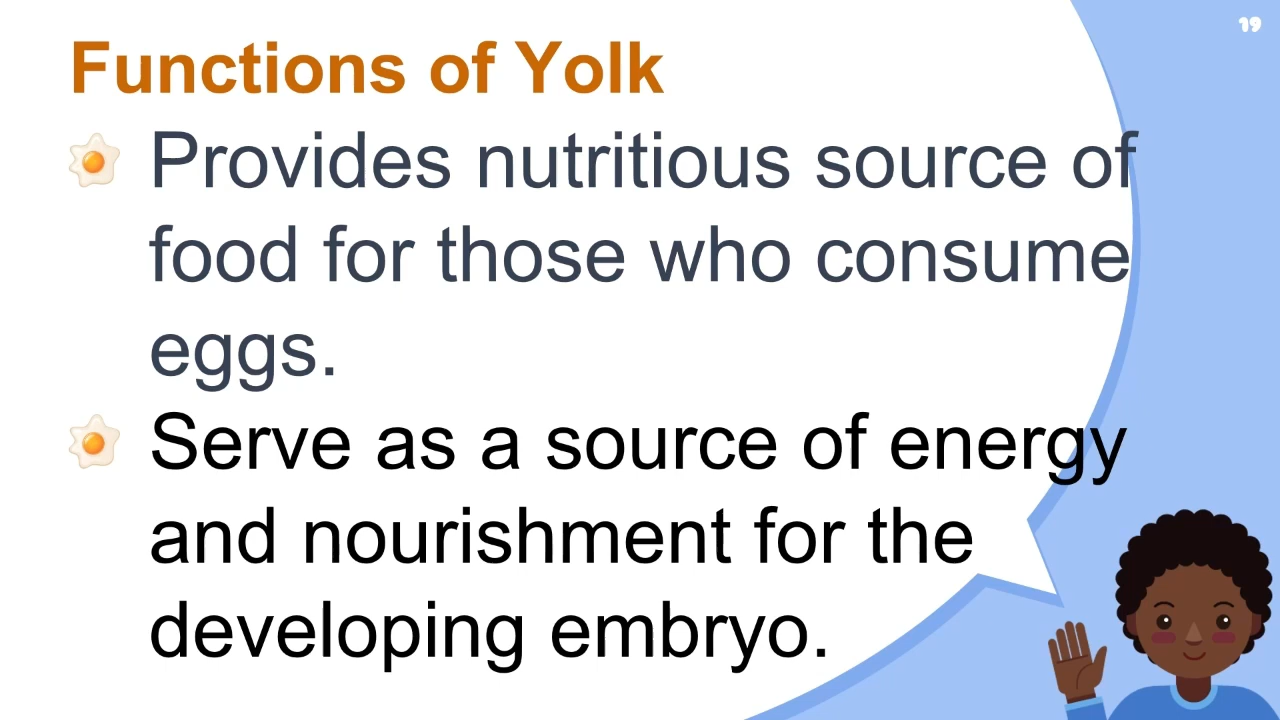 19
Functions of Yolk
Provides nutritious source of
food for those who consume
eggs.
Serve as a source of energy
and nourishment for the
developing embryo.